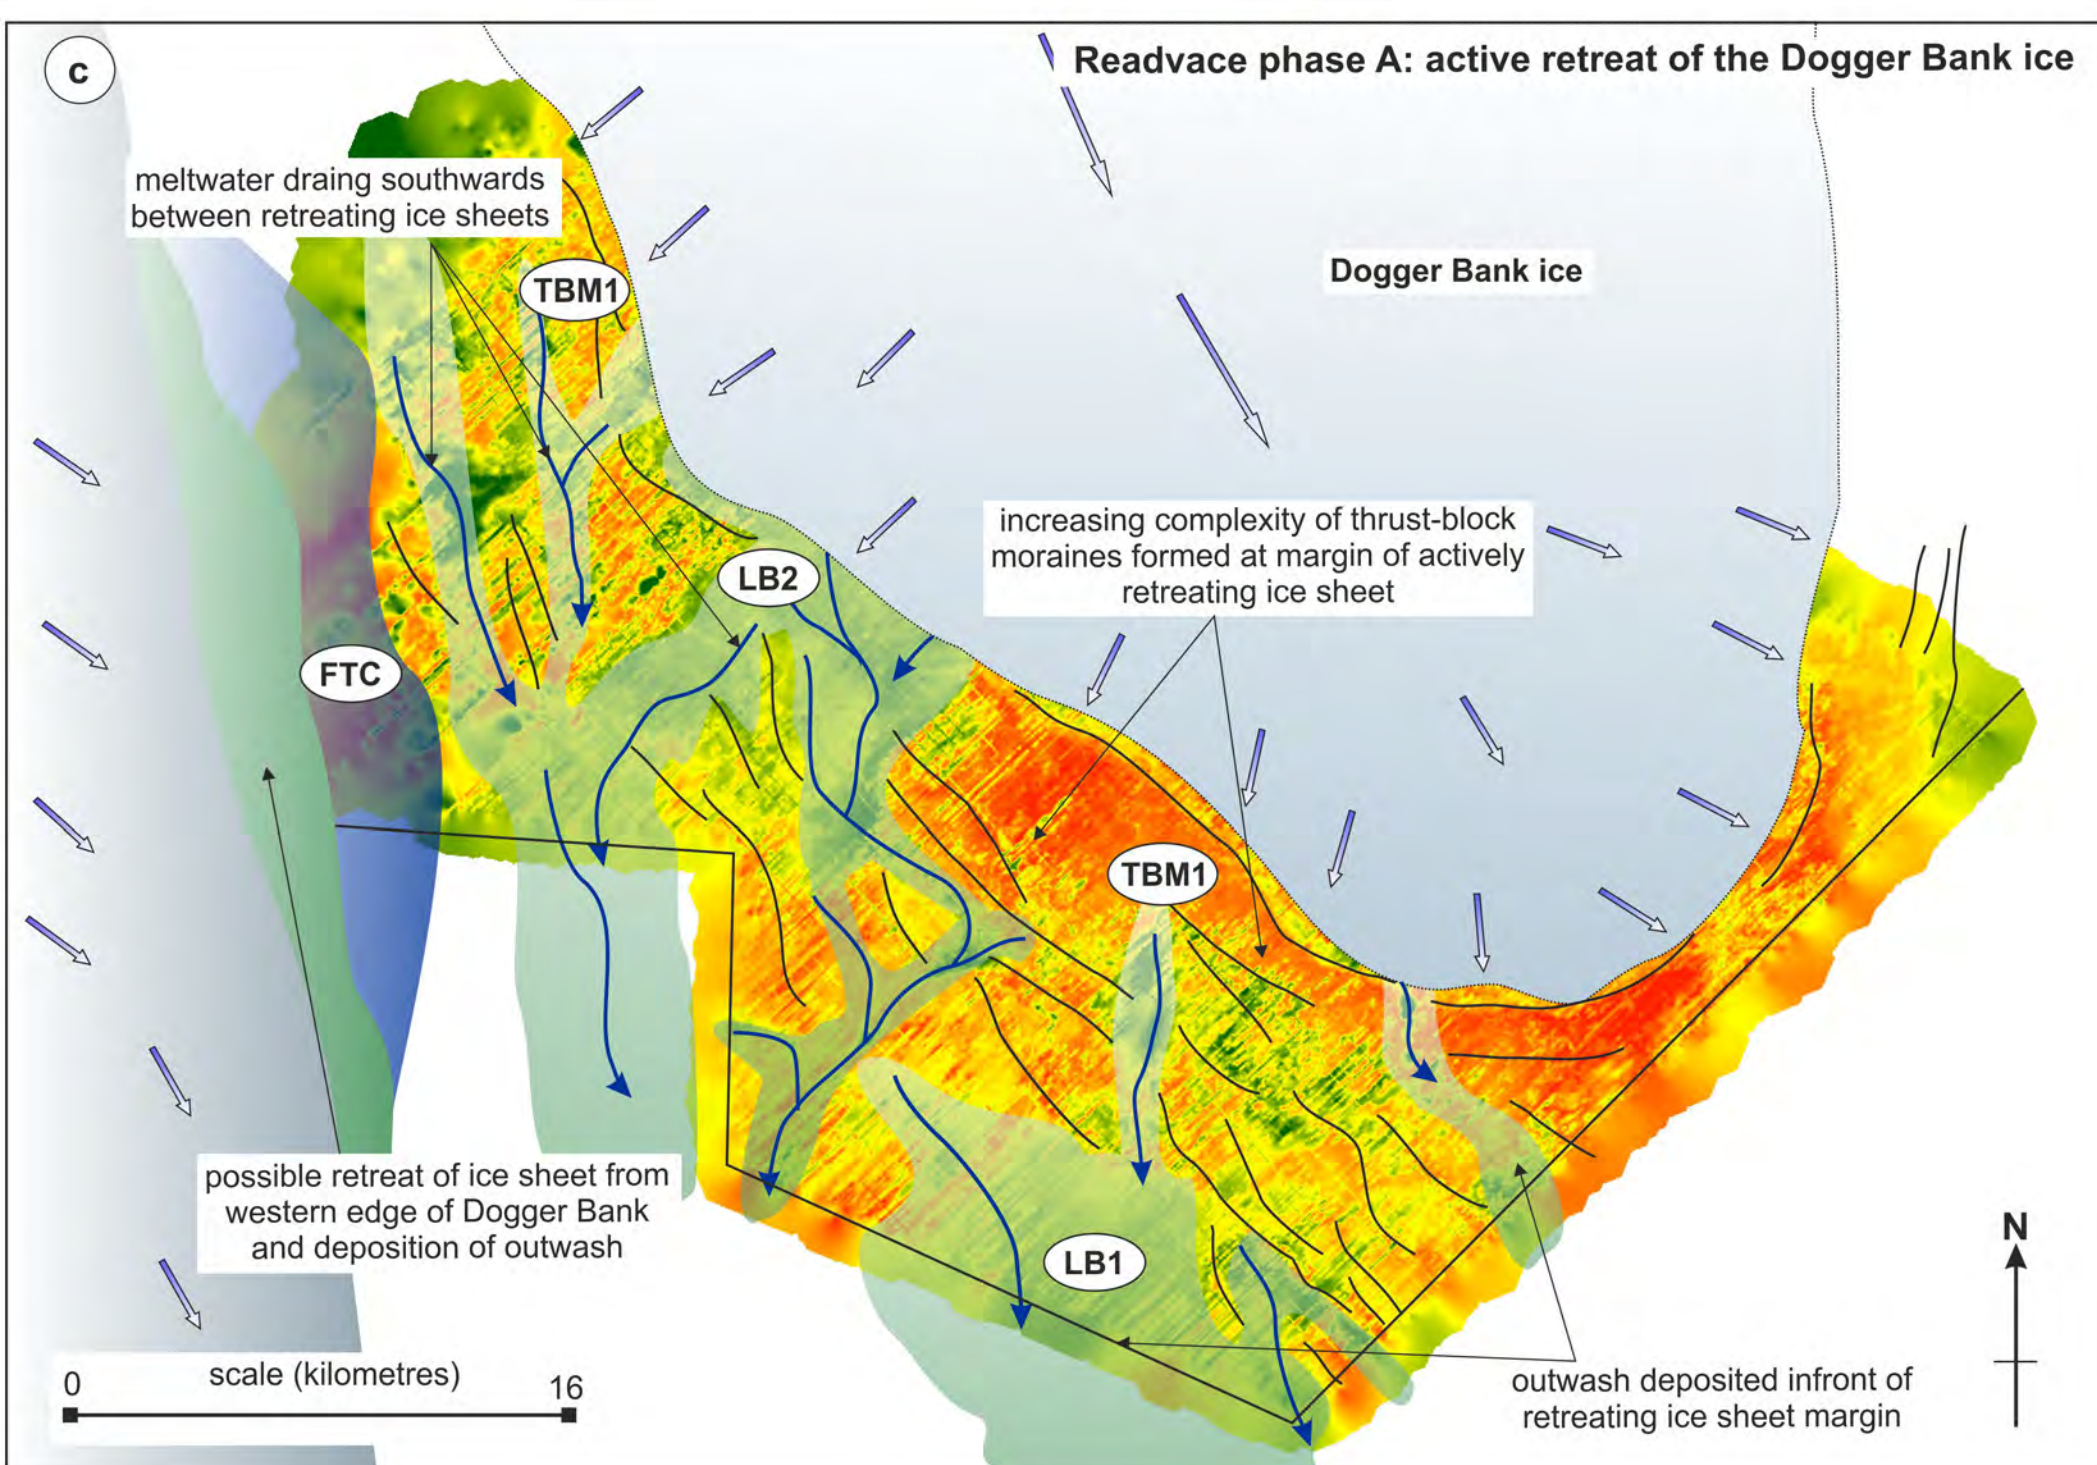 c
Readvace phase A: active retreat of the Dogger Bank ice
meltwater draing southwards
between retreating ice sheets
TBM1
Dogger Bank ice
increasing complexity of thrust-block
moraines formed at margin of actively
retreating ice sheet
LB2
FTC
TBM1
possible retreat of ice sheet from
western edge of Dogger Bank
and deposition of outwash
LB1
N
scale (kilometres)
0
16
outwash deposited infront of
retreating ice sheet margin